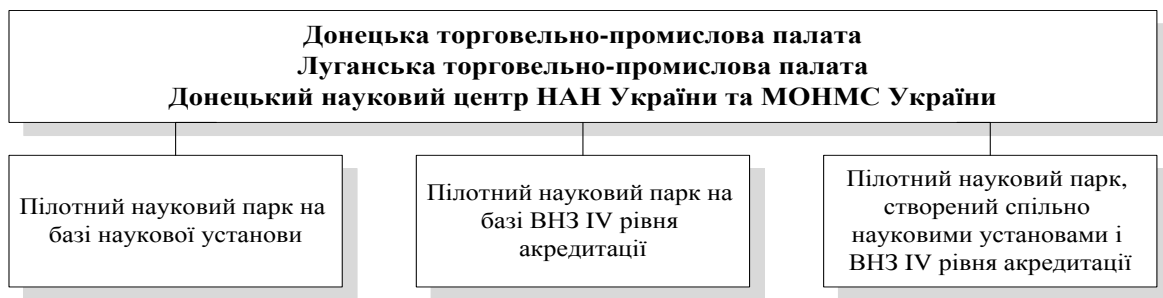 Донецька торговельно-промислова палата
Луганська торговельно-промислова палата
Донецький науковий центр НАН України та МОНМС України
Пілотний науковий парк на
базі наукової установи
Пілотний науковий парк на
базі ВНЗ IV рівня
акредитації
Пілотний науковий парк,
створений спільно
науковими установами і
ВНЗ IV рівня акредитації